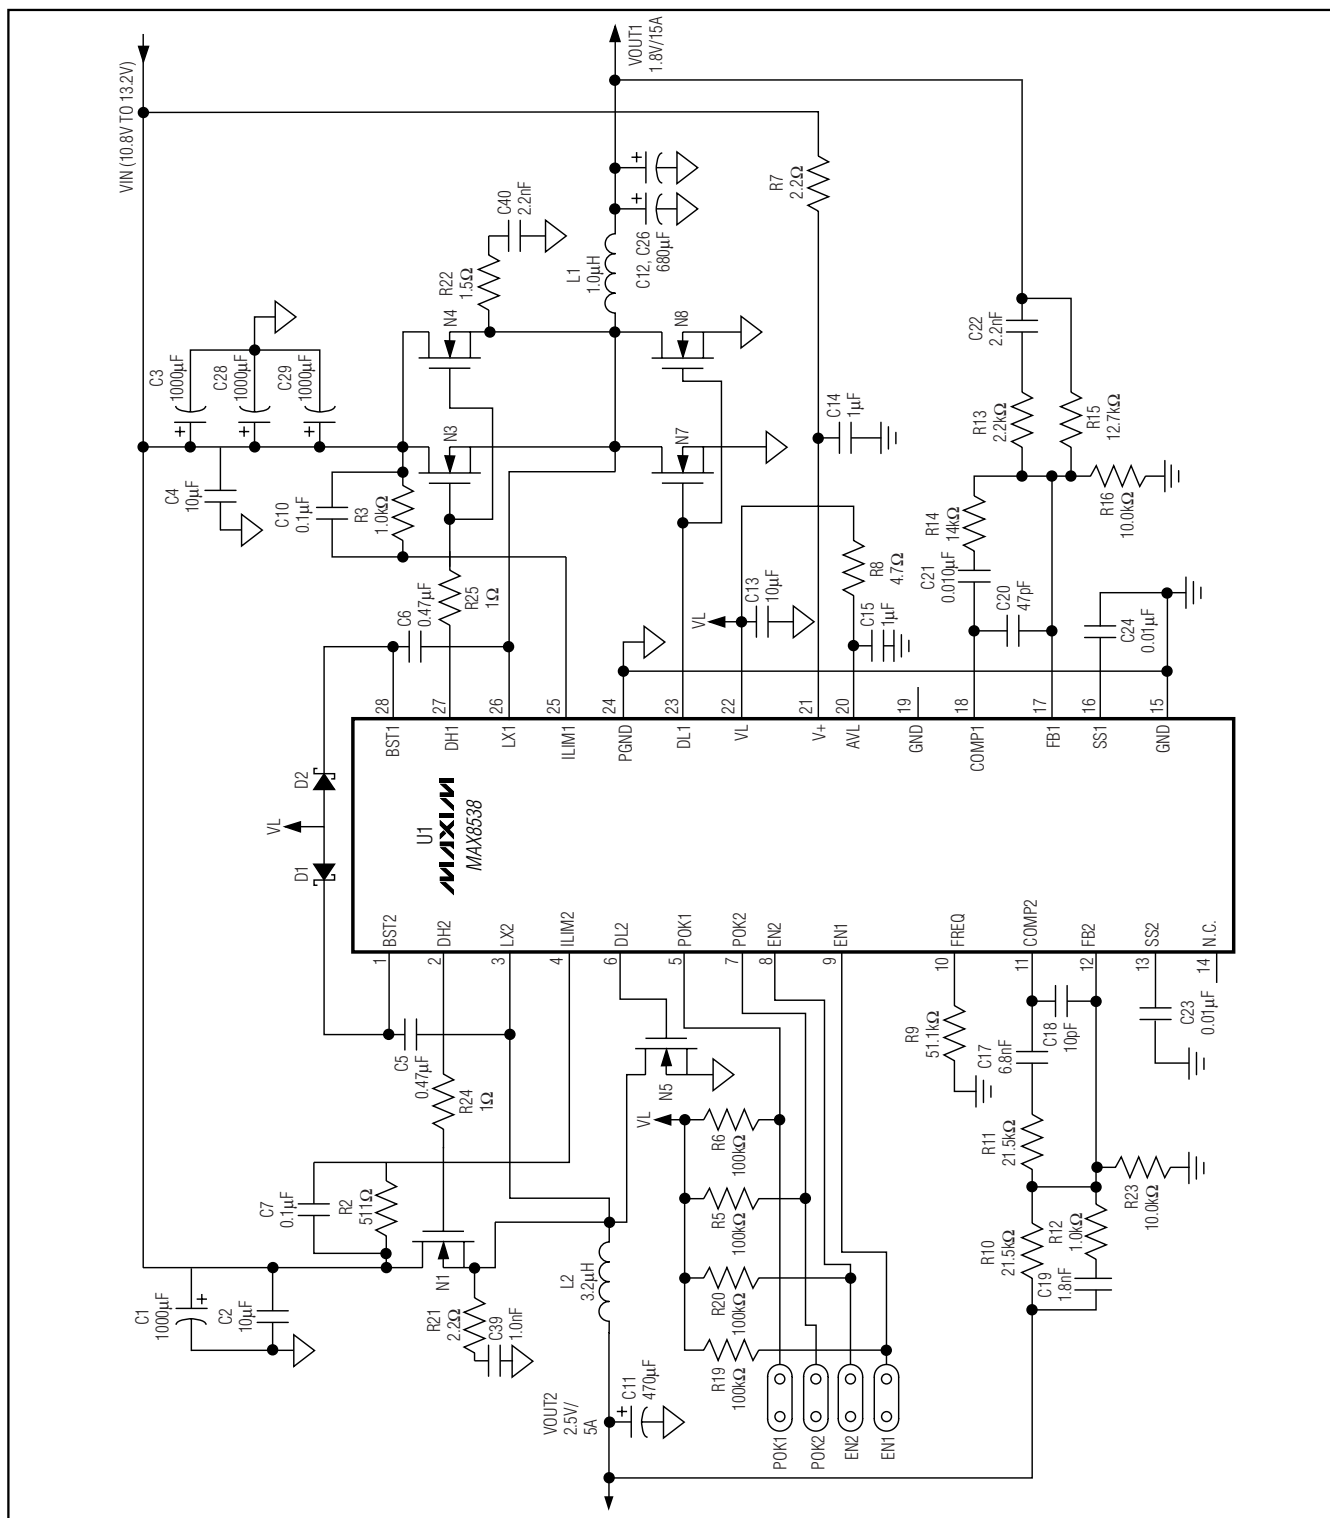 VIN (10.8V TO 13.2V)
VOUT1
1.8V/15A
C3
1000µF
C28
1000µF
C29
1000µF
C4
10µF
C10
0.1µF
R3
1.0kΩ
N3
N4
R22
1.5Ω
C40
2.2nF
L1
1.0µH
C12, C26
680µF
N7
N8
R7
2.2Ω
C14
1µF
C6
0.47µF
R25
1Ω
VL
C13
10µF
R8
4.7Ω
C15
1µF
C22
2.2nF
R13
2.2kΩ
R15
12.7kΩ
R16
10.0kΩ
R14
14kΩ
C21
0.010µF
C20
47pF
C24
0.01µF
28
27
26
25
24
23
22
21
20
19
18
17
16
15
BST1
DH1
LX1
ILIM1
PGND
DL1
VL
V+
AVL
GND
COMP1
FB1
SS1
GND
D2
VL
D1
U1
MAXIM
MAX8538
BST2
DH2
LX2
ILIM2
DL2
POK1
POK2
EN2
EN1
FREQ
COMP2
FB2
SS2
N.C.
1
2
3
4
6
5
7
8
9
10
11
12
13
14
C5
0.47µF
R24
1Ω
N5
VL
R6
100kΩ
R5
100kΩ
R20
100kΩ
R19
100kΩ
R9
51.1kΩ
C17
6.8nF
C18
10pF
C23
0.01µF
R11
21.5kΩ
R23
10.0kΩ
R10
21.5kΩ
R12
1.0kΩ
C19
1.8nF
C7
0.1µF
R2
511Ω
N1
C1
1000µF
C2
10µF
R21
2.2Ω
C39
1.0nF
L2
3.2µH
VOUT2
2.5V/
5A
C11
470µF
POK1
POK2
EN2
EN1